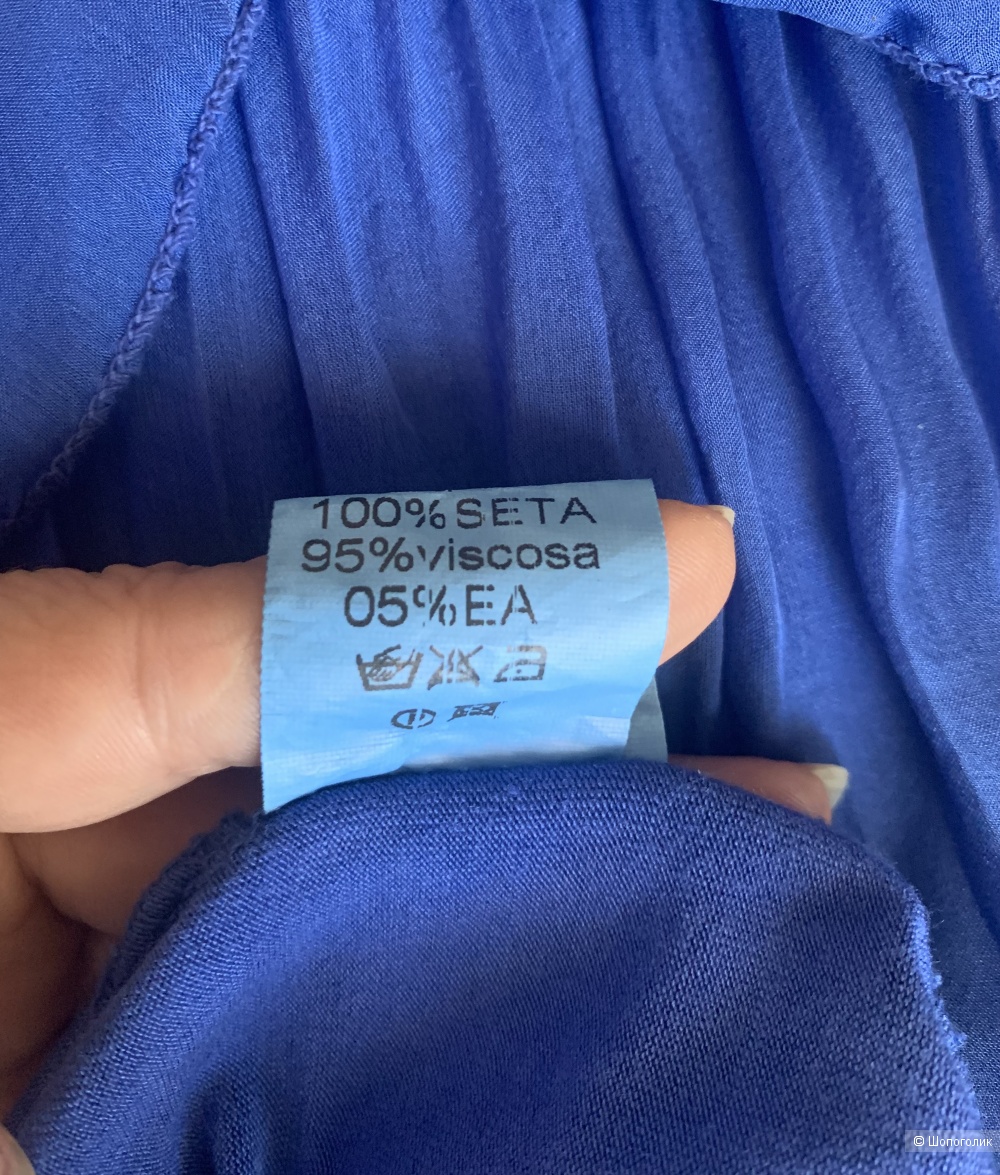 100% SETA
95% viscosa
05% EA
© Шопоголик